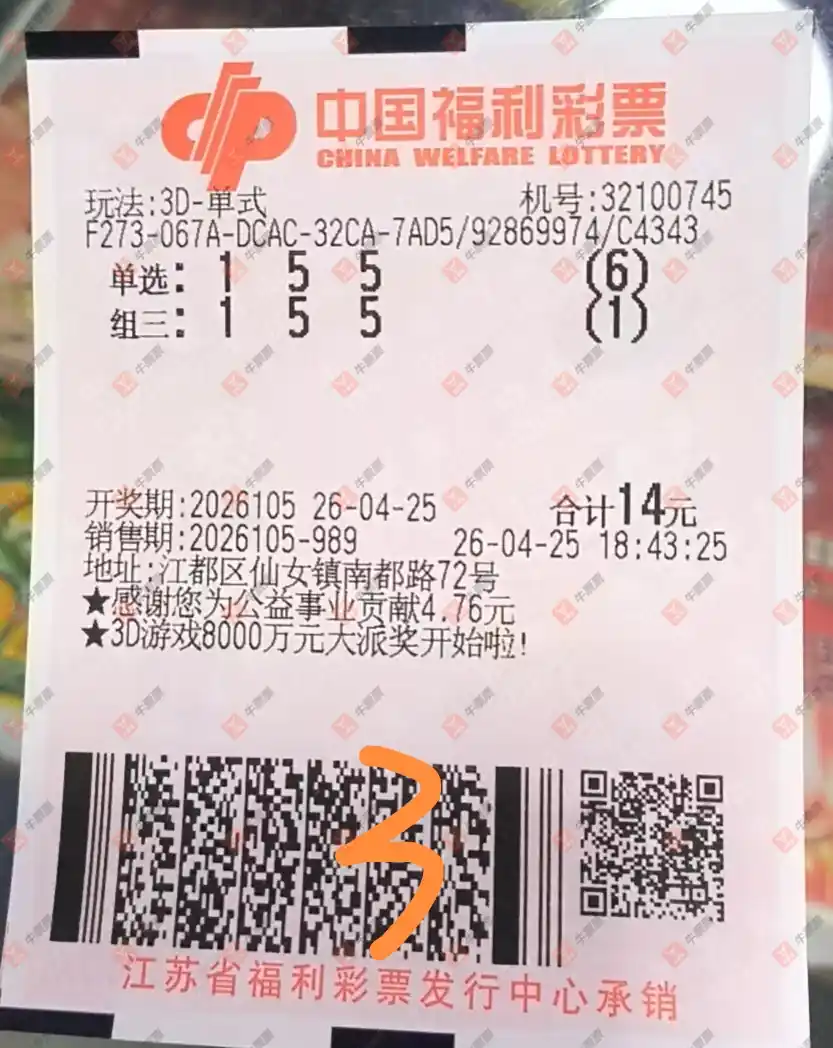 中国福利彩票
CHINA WELFARE LOTTERY
玩法:3D-单式 机号:32100745
F273-067A-DCAC-32CA-7AD5/92869974/C4343
单选: 1 5 5 (6)
组三: 1 5 5 (1)
开奖期:2026105 26-04-25 合计14元
销售期:2026105-989 26-04-25 18:43:25
地址:江都区仙女镇南都路72号
★感谢您为公益事业贡献4.76元
★3D游戏8000万元大派奖开始啦!
3
江苏省福利彩票发行中心承销